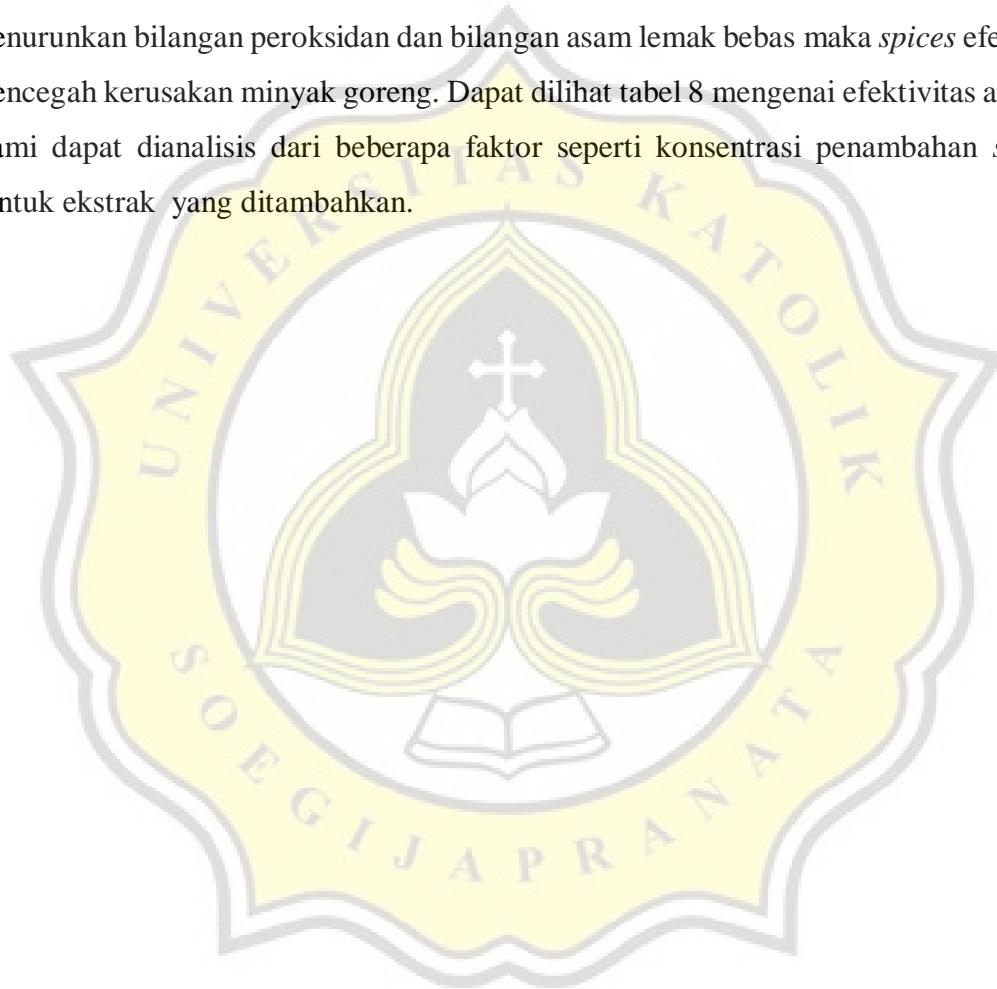 enurunkan bilangan peroksidan dan bilangan asam lemak bebas maka spices efe
encegah kerusakan minyak goreng. Dapat dilihat tabel 8 mengenai efektivitas a
ami dapat dianalisis dari beberapa faktor seperti konsentrasi penambahan s
ntuk ekstrak yang ditambahkan.
UNIVERSITAS KATOLIK
SOEGIJAPRANATA